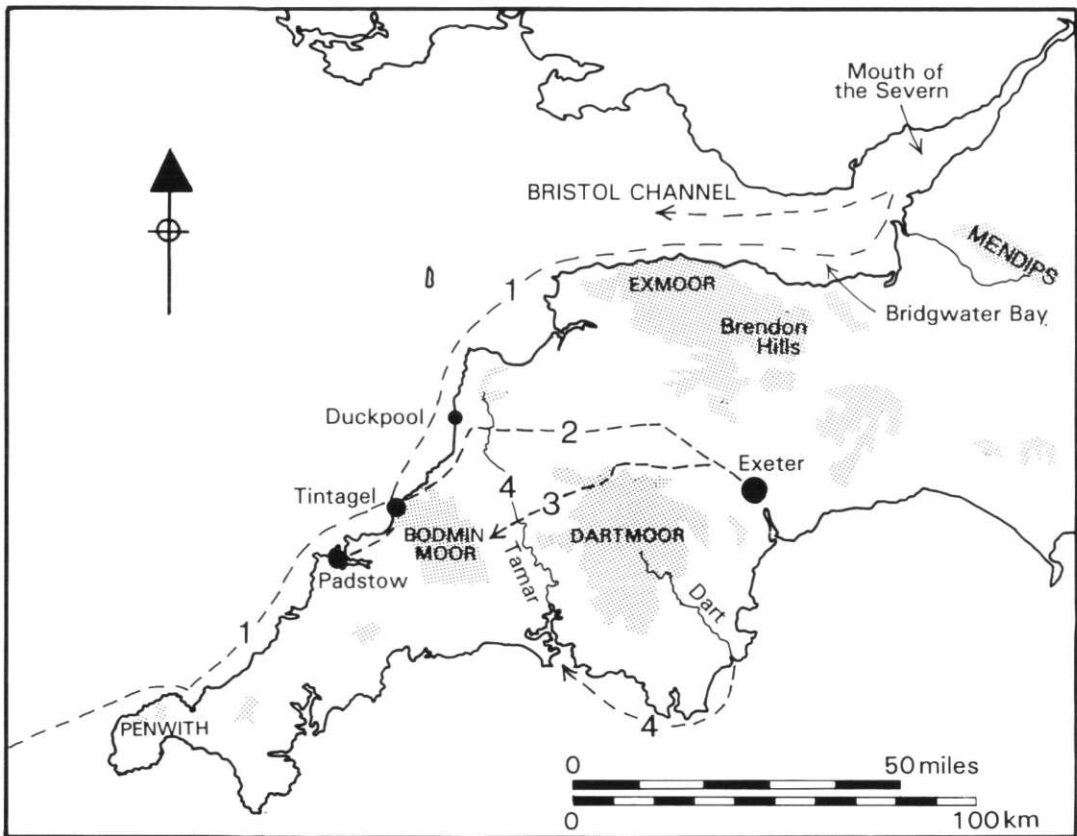 Mouth of
the Severn
BRISTOL CHANNEL
MENDIPS
1
EXMOOR
Bridgwater Bay
Brendon
Hills
Duckpool
2
Exeter
Tintagel
4
3
BODMIN
MOOR
DARTMOOR
Padstow
Tamar
Dart
1
4
PENWITH
0
50 miles
0
100 km